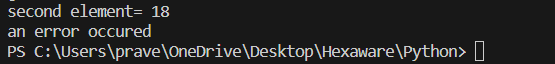 second element= 18
an error occured
PS C:\Users\prave\OneDrive\Desktop\Hexaware\Python>